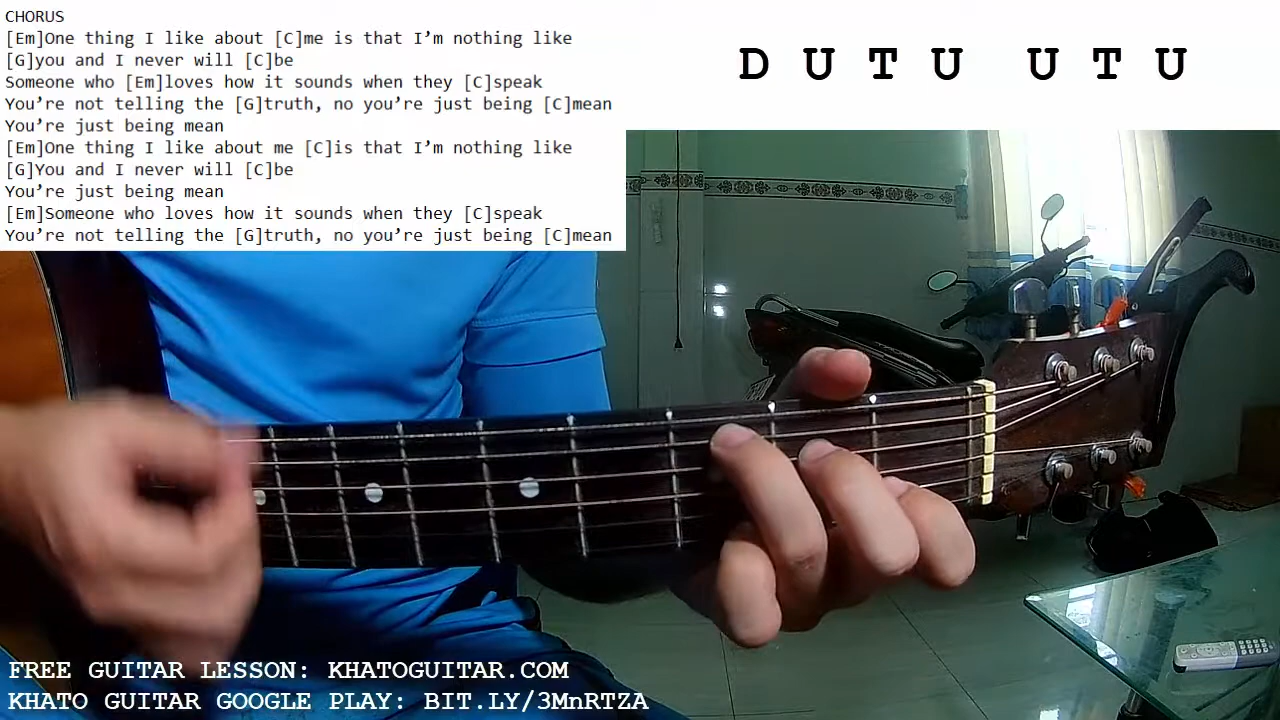 CHORUS
[Em]One thing I like about [C]me is that I’m nothing like
[G]you and I never will [C]be
Someone who [Em]loves how it sounds when they [C]speak
You’re not telling the [G]truth, no you’re just being [C]mean
You’re just being mean
[Em]One thing I like about me [C]is that I’m nothing like
[G]You and I never will [C]be
You’re just being mean
[Em]Someone who loves how it sounds when they [C]speak
You’re not telling the [G]truth, no you’re just being [C]mean
D U T U U T U
FREE GUITAR LESSON: KHATOGUITAR.COM
KHATO GUITAR GOOGLE PLAY: BIT.LY/3MnRTZA